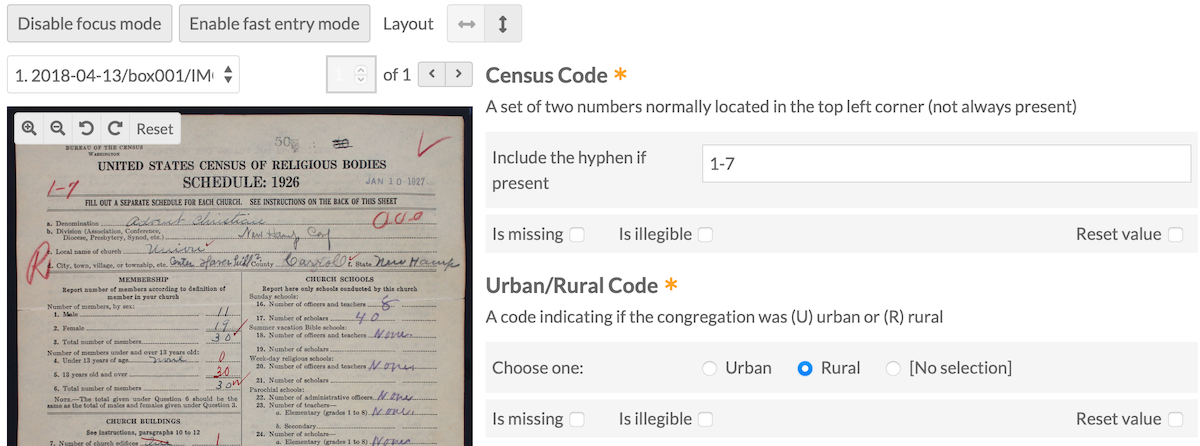 Disable focus mode Enable fast entry mode Layout
1. 2018-04-13/box001/IM
1 of 1
Census Code *
A set of two numbers normally located in the top left corner (not always present)
Include the hyphen if present
1-7
Is missing Is illegible Reset value
Urban/Rural Code *
A code indicating if the congregation was (U) urban or (R) rural
Choose one: Urban Rural [No selection]
Is missing Is illegible Reset value
Reset
BUREAU OF THE CENSUS
WASHINGTON
UNITED STATES CENSUS OF RELIGIOUS BODIES
SCHEDULE: 1926
JAN 10 1927
1-7
FILL OUT A SEPARATE SCHEDULE FOR EACH CHURCH. SEE INSTRUCTIONS ON THE BACK OF THIS SHEET
a. Denomination Advent Christian
b. Division (Association, Conference,
Diocese, Presbytery, Synod, etc.) New Hamp Conf
c. Local name of church Union
R
d. City, town, village, or township, etc. Center Haverhill County Carroll State New Hamp
MEMBERSHIP
Report number of members according to definition of
member in your church
Number of members, by sex:
1. Male 11
2. Female 19
3. Total number of members 30
Number of members under and over 13 years old:
4. Under 13 years of age None 0
5. 13 years old and over 30
6. Total number of members 30
NOTE.—The total given under Question 6 should be the
same as the total of males and females given under Question 3.
CHURCH BUILDINGS
See instructions, paragraphs 10 to 12
7. Number of church edifices 1
CHURCH SCHOOLS
Report here only schools conducted by this church
Sunday schools:
16. Number of officers and teachers 8
17. Number of scholars 40
Summer vacation Bible schools:
18. Number of officers and teachers None
19. Number of scholars
Week-day religious schools:
20. Number of officers and teachers None
21. Number of scholars
Parochial schools:
22. Number of administrative officers None
23. Number of teachers—
a. Elementary (grades 1 to 8) None
b. Secondary
24. Number of scholars—
a. Elementary (grades 1 to 8) None